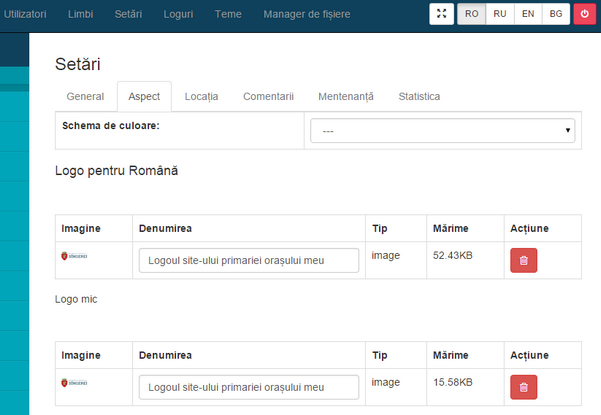 Utilizatori Limbi Setări Loguri Teme Manager de fișiere RO RU EN BG
Setări
General Aspect Locația Comentarii Mentenanță Statistica
Schema de culoare: ---
Logo pentru Română
Imagine Denumirea Tip Mărime Acțiune
Logoul site-ului primariei orașului meu image 52.43KB
Logo mic
Imagine Denumirea Tip Mărime Acțiune
Logoul site-ului primariei orașului meu image 15.58KB